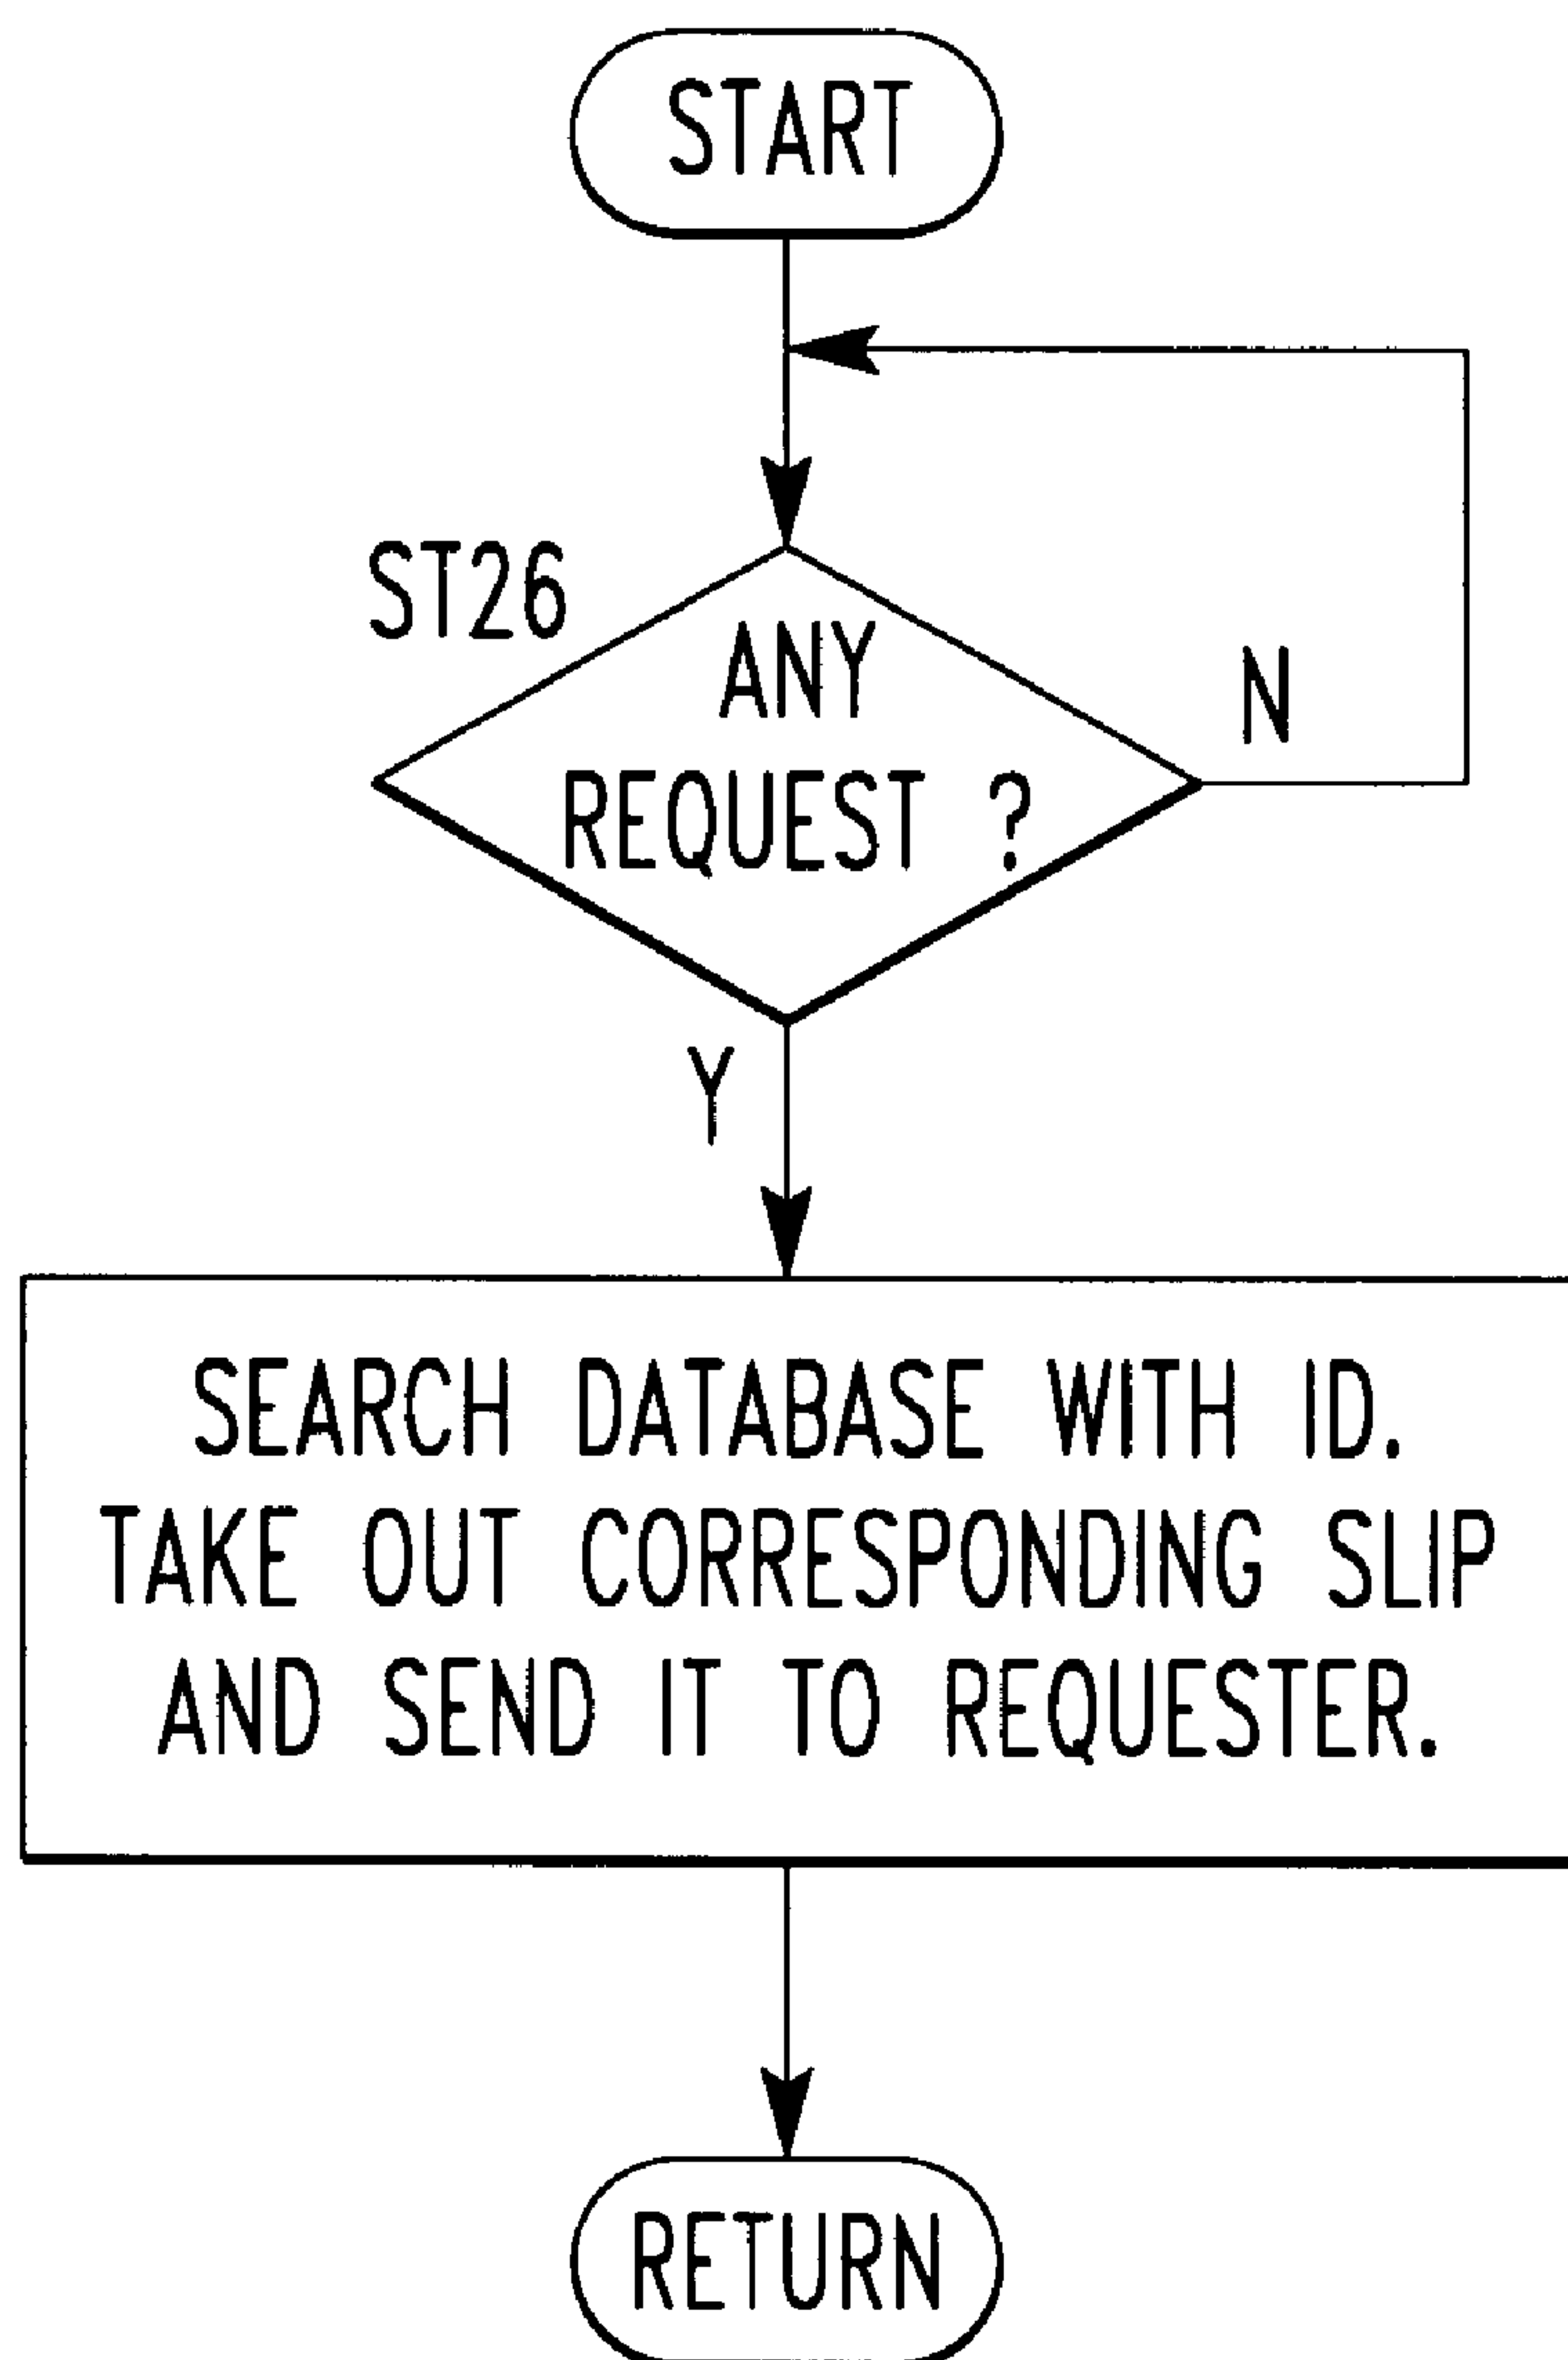 START
ST26
ANY
REQUEST ?
N
Y
SEARCH DATABASE WITH ID.
TAKE OUT CORRESPONDING SLIP
AND SEND IT TO REQUESTER.
RETURN